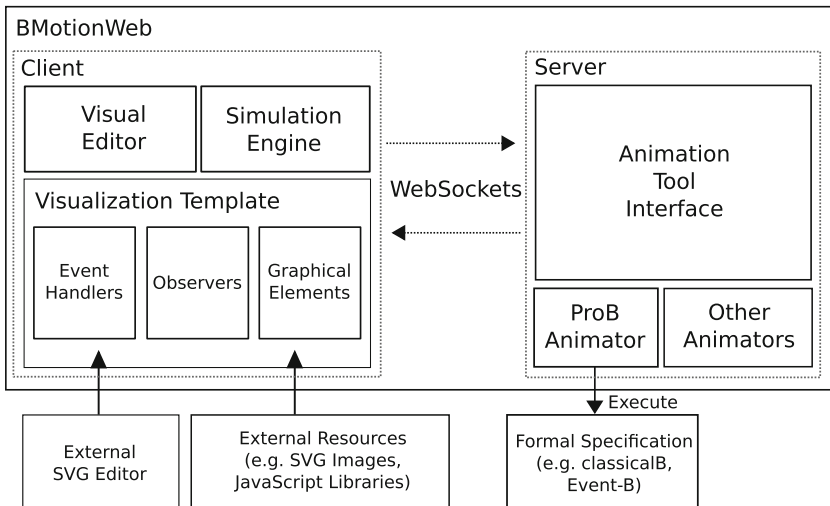 BMotionWeb
Client
Visual
Editor
Simulation
Engine
Visualization Template
Event
Handlers
Observers
Graphical
Elements
WebSockets
Server
Animation
Tool
Interface
ProB
Animator
Other
Animators
Execute
External
SVG Editor
External Resources
(e.g. SVG Images,
JavaScript Libraries)
Formal Specification
(e.g. classicalB,
Event-B)